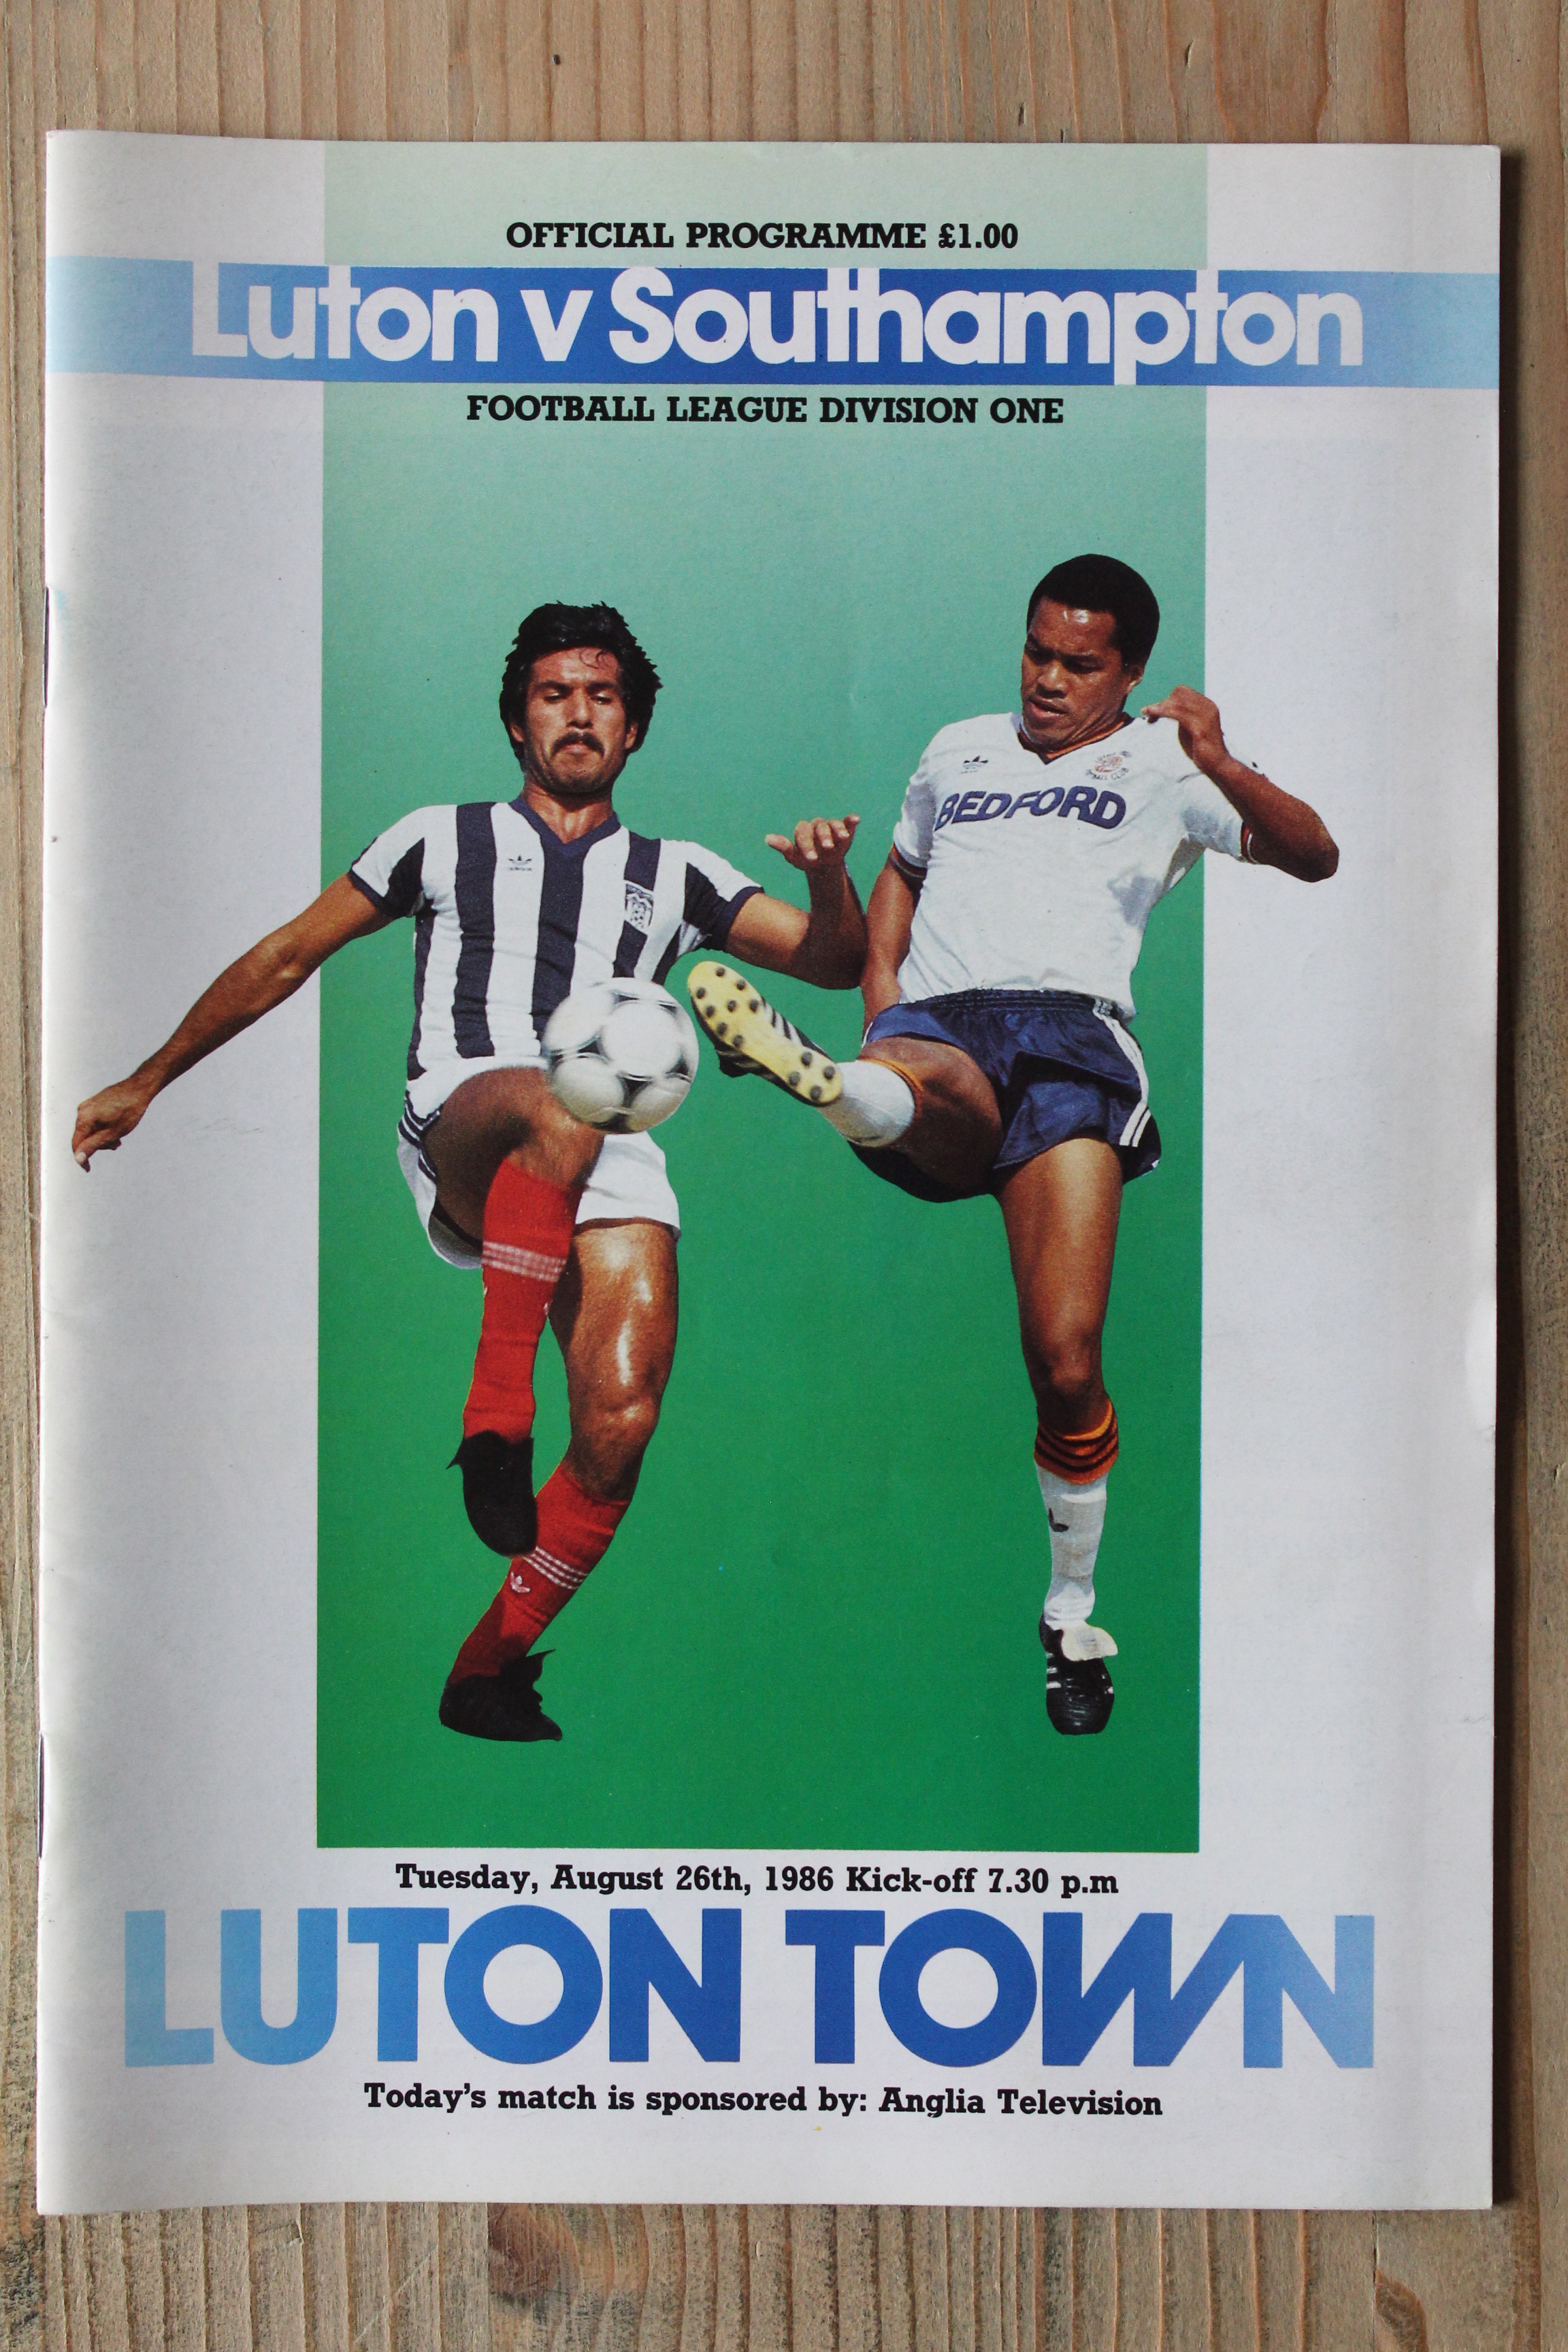 OFFICIAL PROGRAMME £1.00
Luton v Southampton
FOOTBALL LEAGUE DIVISION ONE
BEDFORD
Tuesday, August 26th, 1986 Kick-off 7.30 p.m
LUTON TOWN
Today's match is sponsored by: Anglia Television